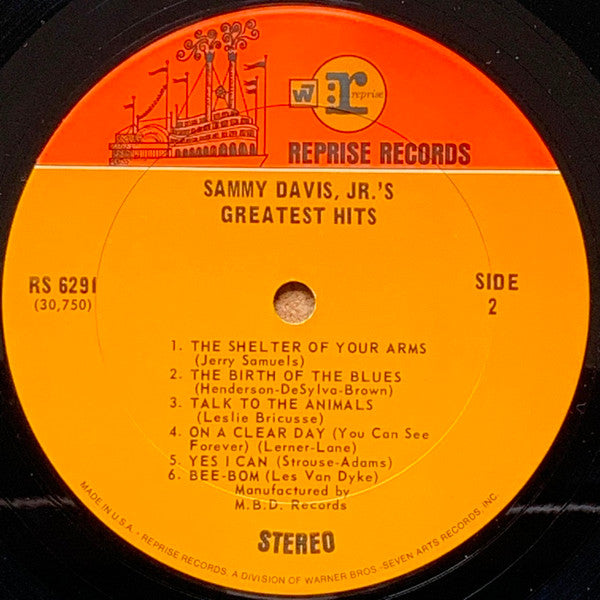 W7 r: reprise
REPRISE RECORDS
SAMMY DAVIS, JR.'S
GREATEST HITS
RS 6291
(30,750)
SIDE
2
1. THE SHELTER OF YOUR ARMS
(Jerry Samuels)
2. THE BIRTH OF THE BLUES
(Henderson-DeSylva-Brown)
3. TALK TO THE ANIMALS
(Leslie Bricusse)
4. ON A CLEAR DAY (You Can See
Forever) (Lerner-Lane)
5. YES I CAN (Strouse-Adams)
6. BEE-BOM (Les Van Dyke)
Manufactured by
M.B.D. Records
STEREO
MADE IN U.S.A. - REPRISE RECORDS, A DIVISION OF WARNER BROS.-SEVEN ARTS RECORDS, INC.